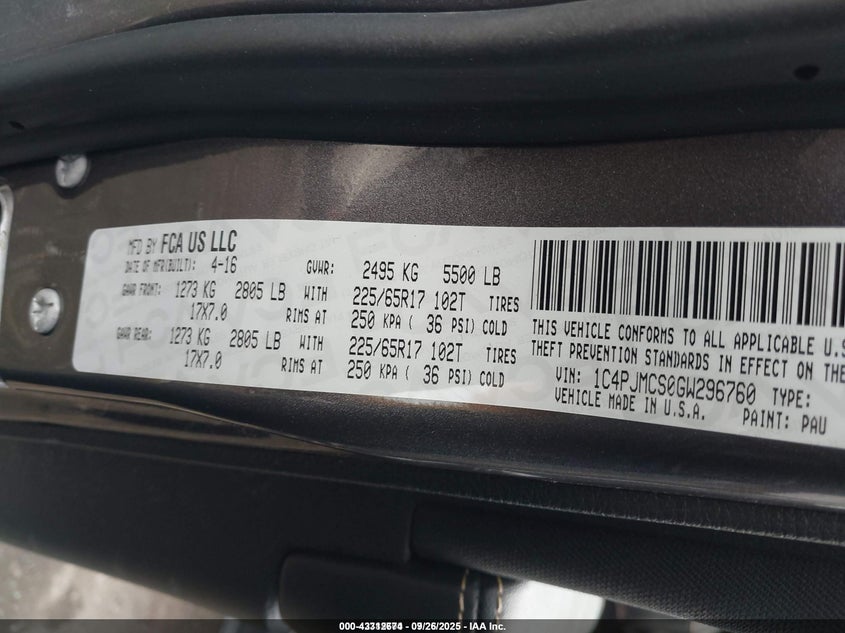 MFD BY FCA US LLC
DATE OF MFR(BUILT): 4-16 GVWR: 2495 KG 5500 LB
GAWR FRONT: 1273 KG 2805 LB WITH 225/65R17 102T TIRES
17X7.0 RIMS AT 250 KPA ( 36 PSI) COLD
GAWR REAR: 1273 KG 2805 LB WITH 225/65R17 102T TIRES
17X7.0 RIMS AT 250 KPA ( 36 PSI) COLD
THIS VEHICLE CONFORMS TO ALL APPLICABLE U.S
THEFT PREVENTION STANDARDS IN EFFECT ON THE
VIN: 1C4PJMCS0GW296760 TYPE:
VEHICLE MADE IN U.S.A. PAINT: PAU
09/26/2025 - IAA Inc.